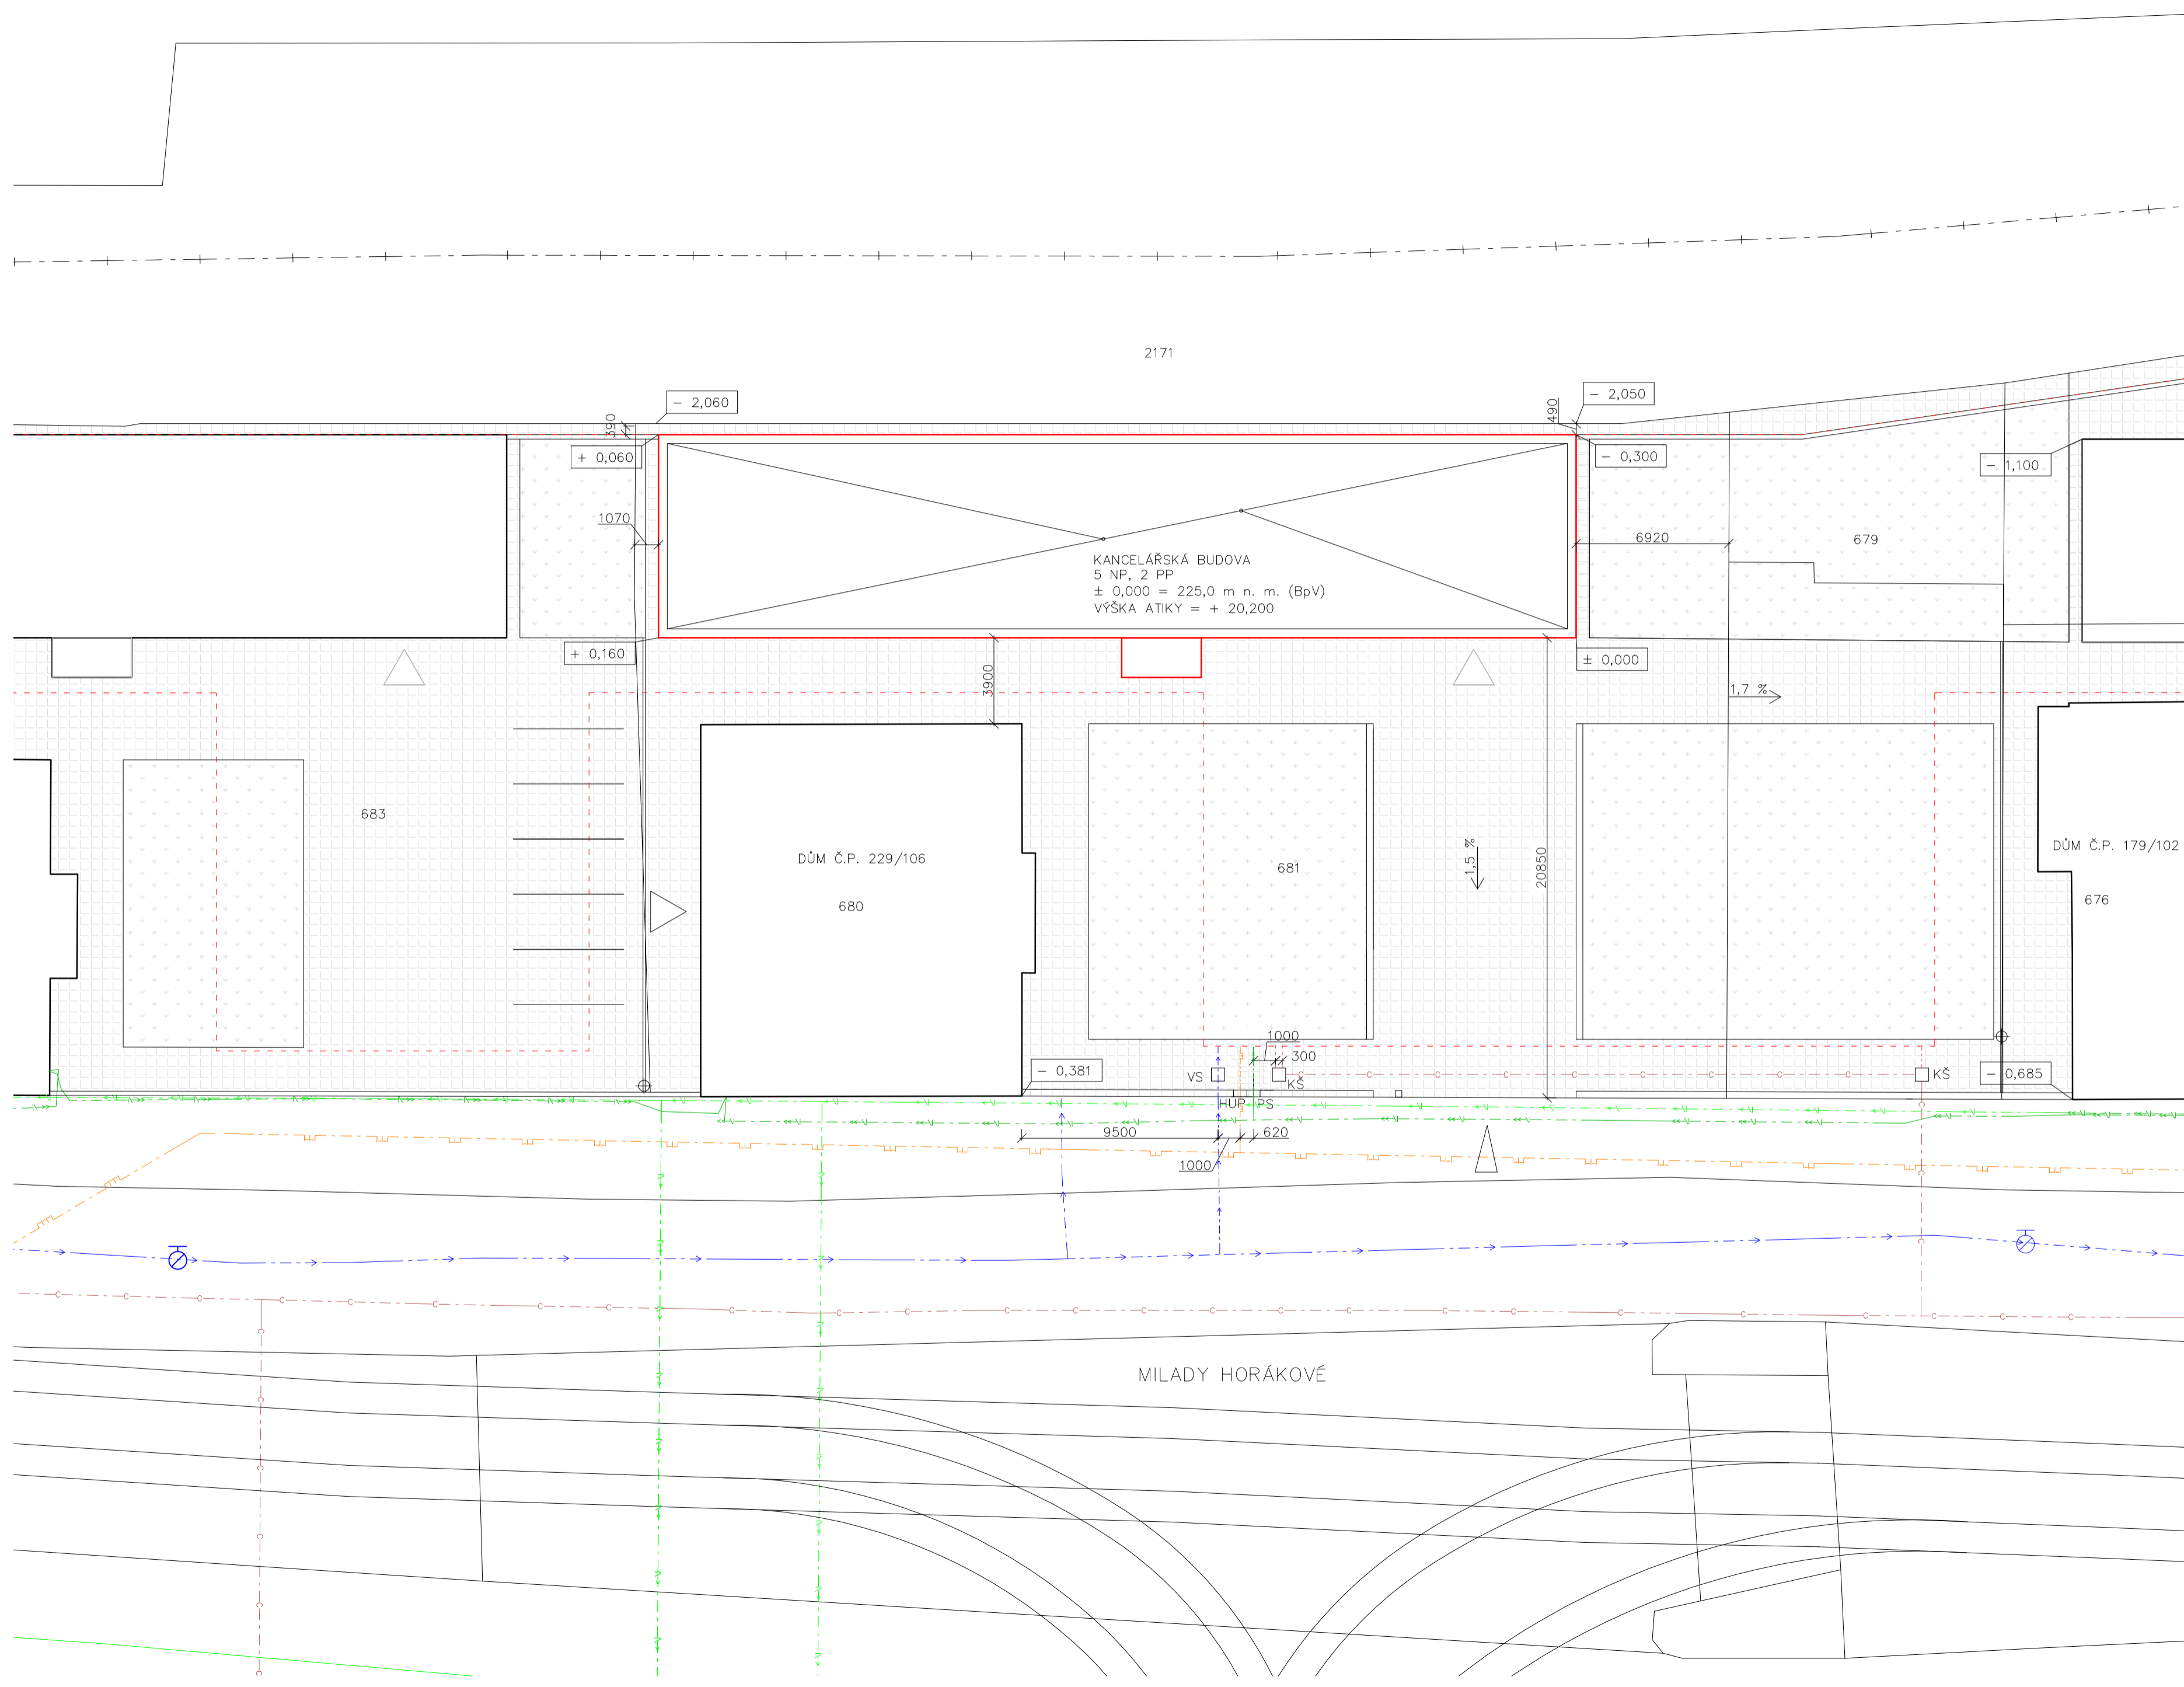 2171
490
− 2,050
− 2,060
390
+ 0,060
− 0,300
− 1,100
1070
6920
679
KANCELÁŘSKÁ BUDOVA
5 NP, 2 PP
± 0,000 = 225,0 m n. m. (BpV)
VÝŠKA ATIKY = + 20,200
+ 0,160
± 0,000
3900
1,7 %
683
DŮM Č.P. 229/106
680
681
1,5 %
20850
DŮM Č.P. 179/102
676
1000
300
− 0,381
VS
KŠ
KŠ
− 0,685
HUP
PS
9500
620
1000
MILADY HORÁKOVÉ